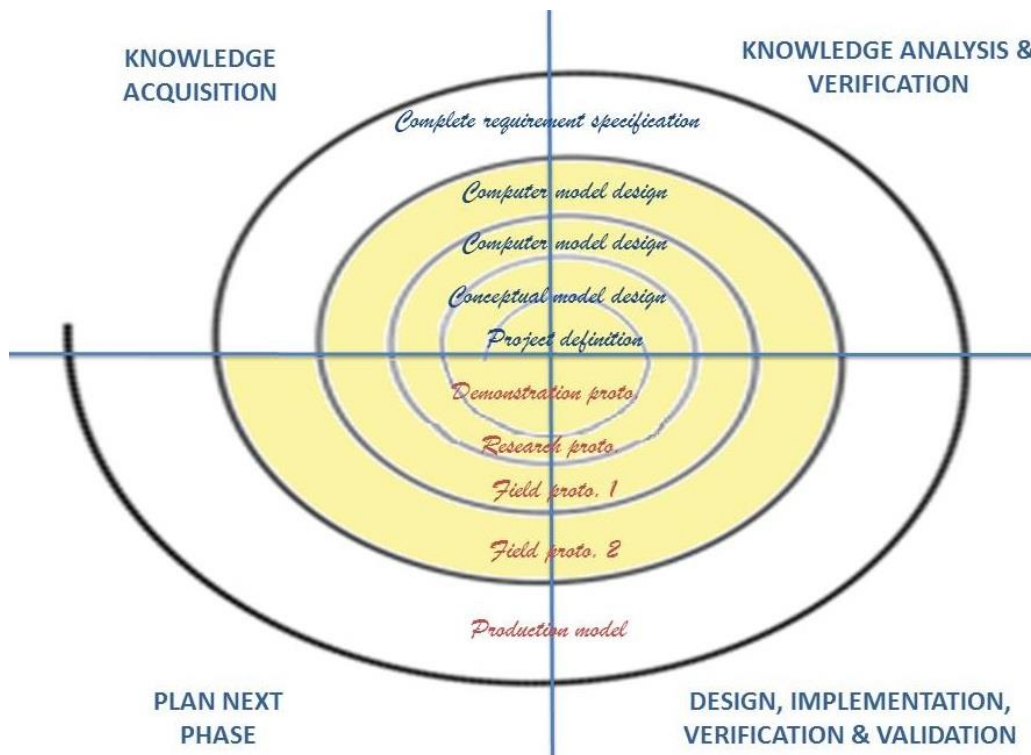 KNOWLEDGE
ACQUISITION
KNOWLEDGE ANALYSIS &
VERIFICATION
Complete requirement specification
Computer model design
Computer model design
Conceptual model design
Project definition
Demonstration proto.
Research proto.
Field proto. 1
Field proto. 2
Production model
PLAN NEXT
PHASE
DESIGN, IMPLEMENTATION,
VERIFICATION & VALIDATION